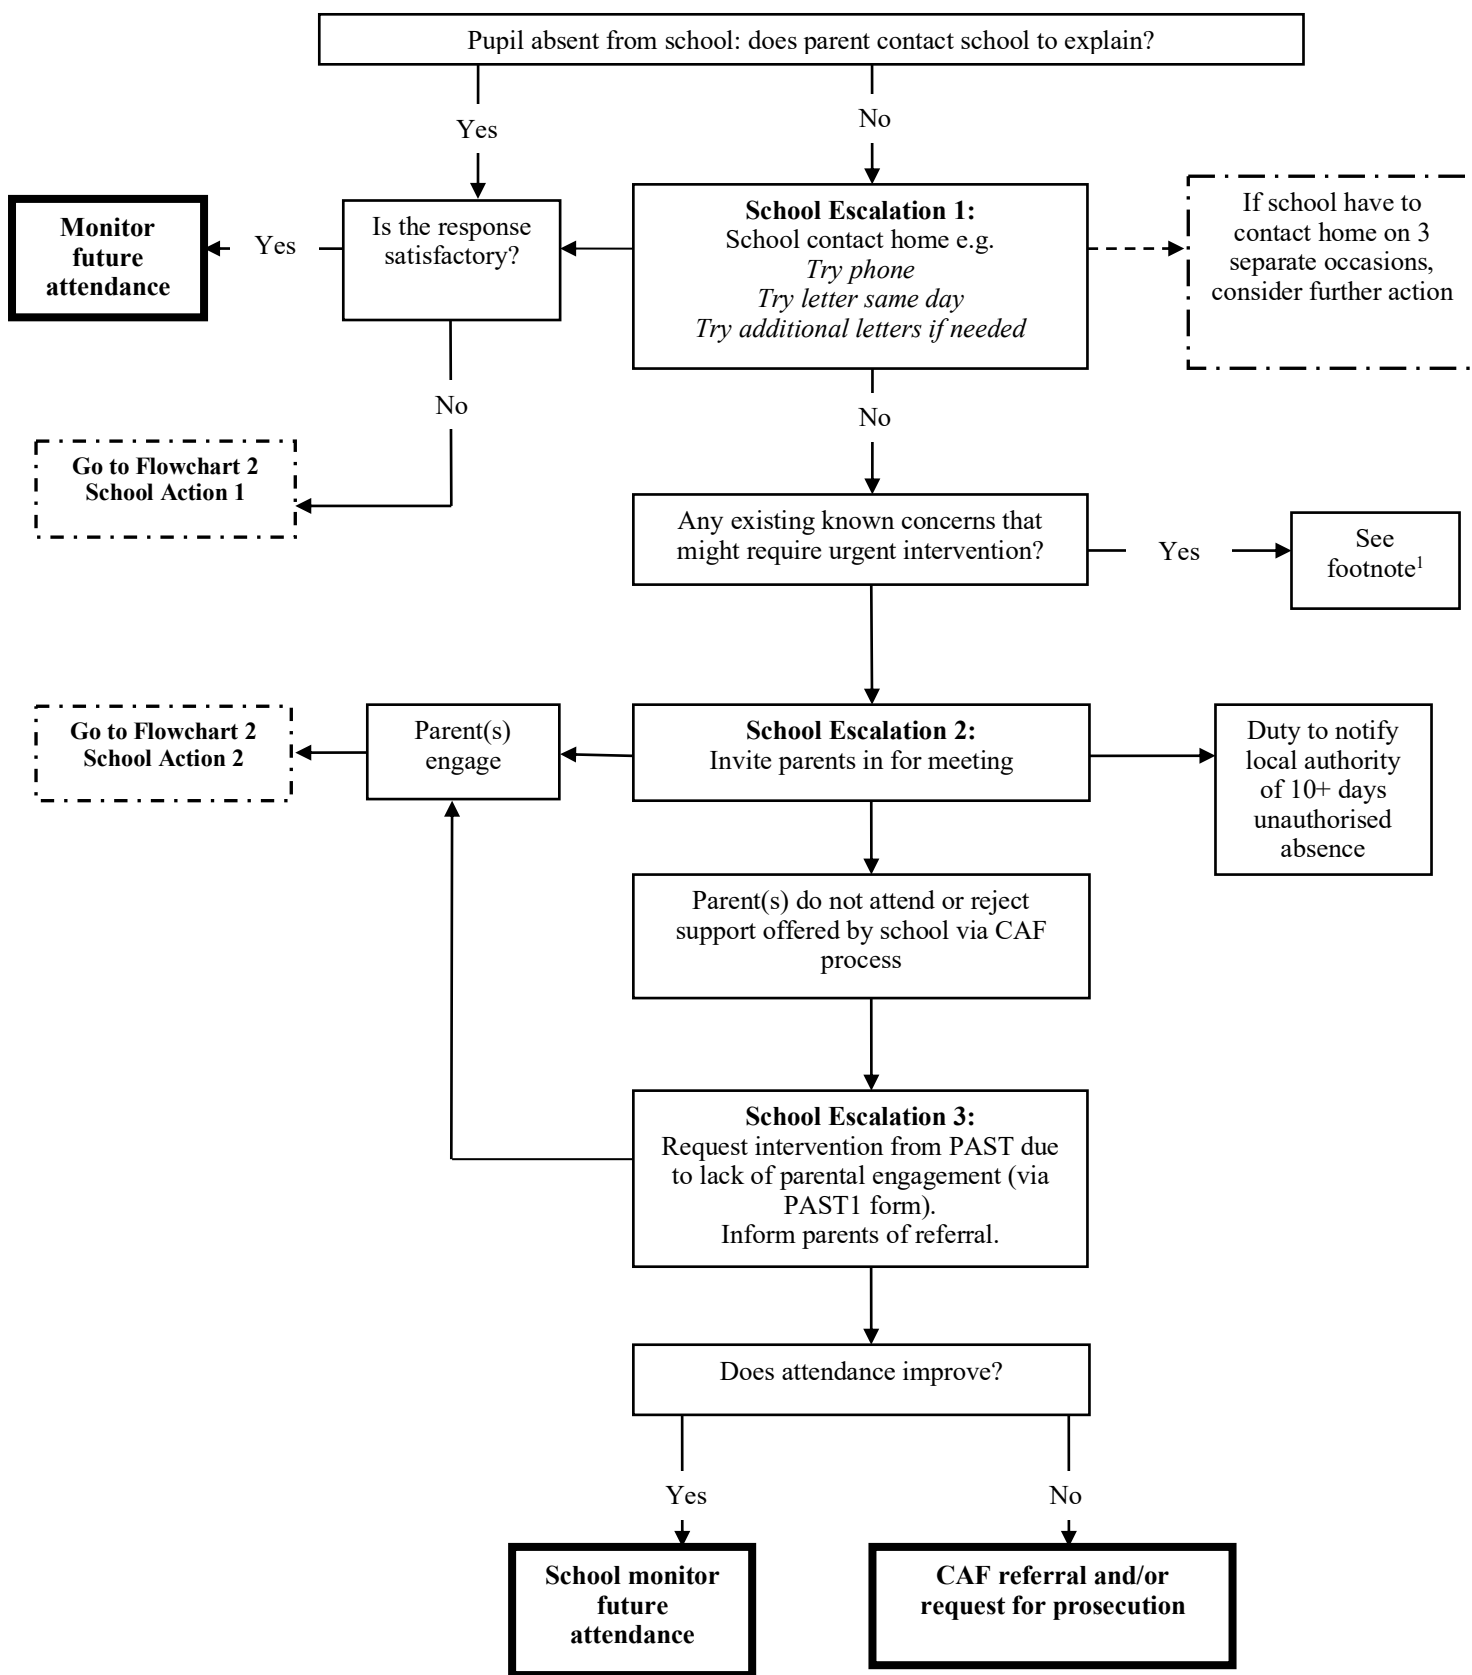 Pupil absent from school: does parent contact school to explain?
Yes
No
Monitor
future
attendance
Yes
Is the response
satisfactory?
School Escalation 1:
School contact home e.g.
Try phone
Try letter same day
Try additional letters if needed
If school have to
contact home on 3
separate occasions,
consider further action
No
No
Go to Flowchart 2
School Action 1
Any existing known concerns that
might require urgent intervention?
Yes
See
footnote1
Go to Flowchart 2
School Action 2
Parent(s)
engage
School Escalation 2:
Invite parents in for meeting
Duty to notify
local authority
of 10+ days
unauthorised
absence
Parent(s) do not attend or reject
support offered by school via CAF
process
School Escalation 3:
Request intervention from PAST due
to lack of parental engagement (via
PAST1 form).
Inform parents of referral.
Does attendance improve?
Yes
No
School monitor
future
attendance
CAF referral and/or
request for prosecution